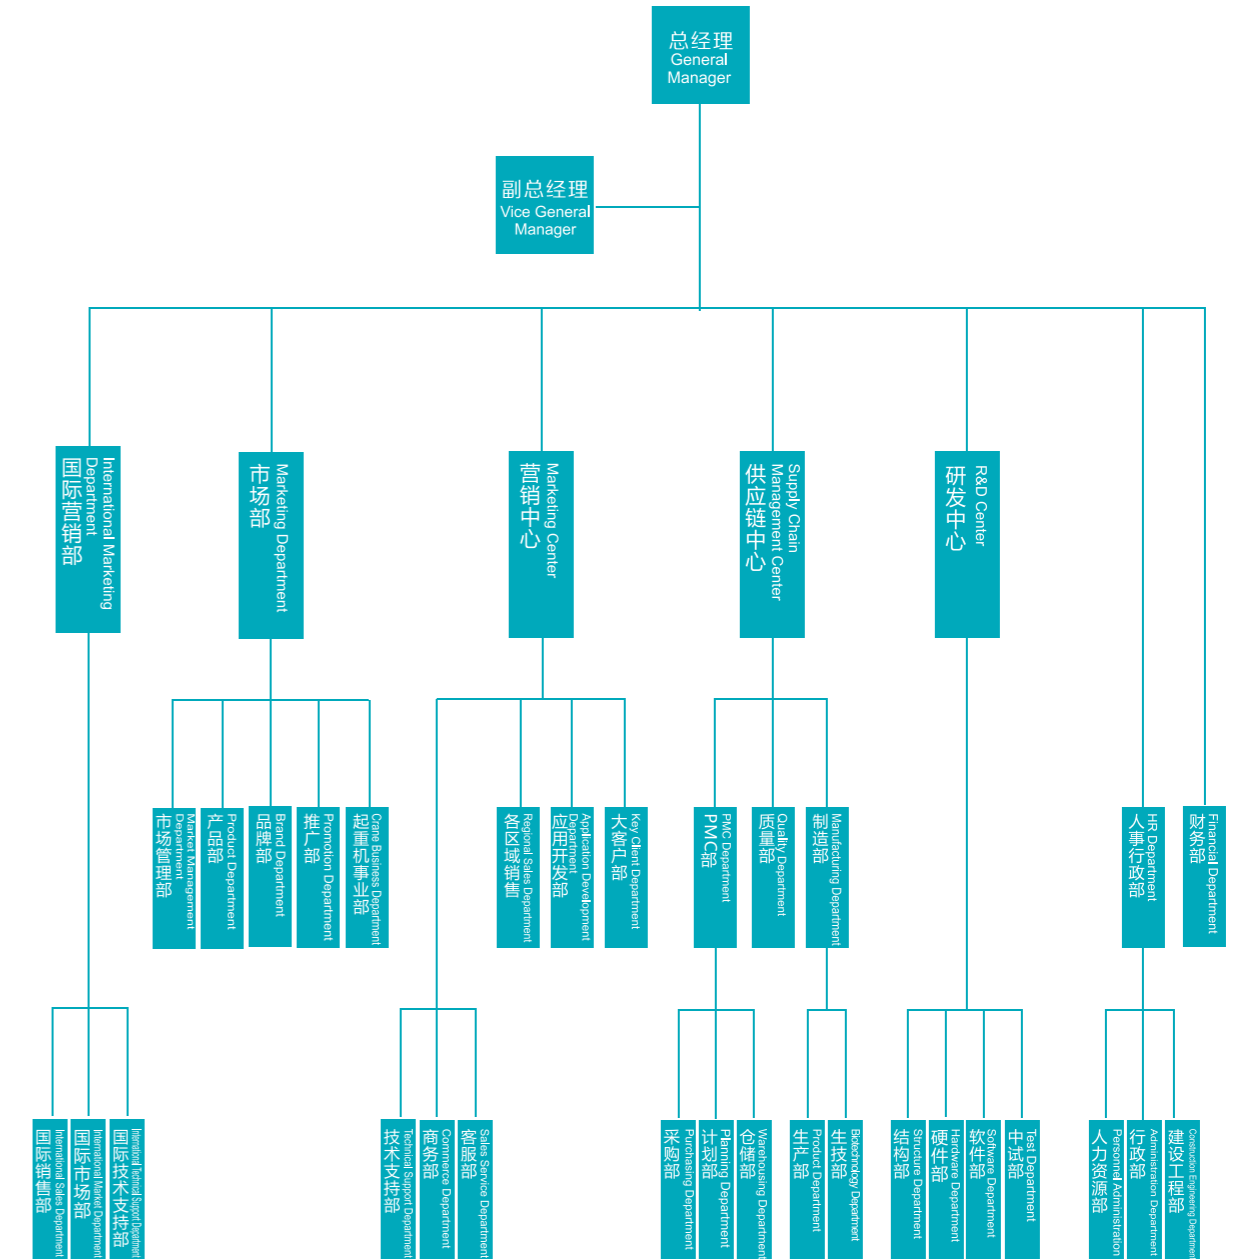 总经理
General
Manager
副总经理
Vice General
Manager
国际营销部
International Marketing
Department
市场部
Marketing Department
营销中心
Marketing Center
供应链中心
Supply Chain
Management Center
研发中心
R&D Center
市场管理部
Market Management
Department
产品部
Product Department
品牌部
Brand Department
推广部
Promotion Department
起重机事业部
Crane Business Department
各区域销售
Regional Sales Department
应用开发部
Application Development
Department
大客户部
Key Client Department
PMC部
PMC Department
质量部
Quality Department
制造部
Manufacturing Department
人事行政部
HR Department
财务部
Financial Department
国际销售部
International Sales Department
国际市场部
International Market Department
国际技术支持部
International Technical Support Department
技术支持部
Technical Support Department
商务部
Commerce Department
客服部
Sales Service Department
采购部
Purchasing Department
计划部
Planning Department
仓储部
Warehousing Department
生产部
Product Department
生技部
Biotechnology Department
结构部
Structure Department
硬件部
Hardware Department
软件部
Software Department
中试部
Test Department
人力资源部
Personnel Administration
行政部
Administration Department
建设工程部
Construction Engineering Department